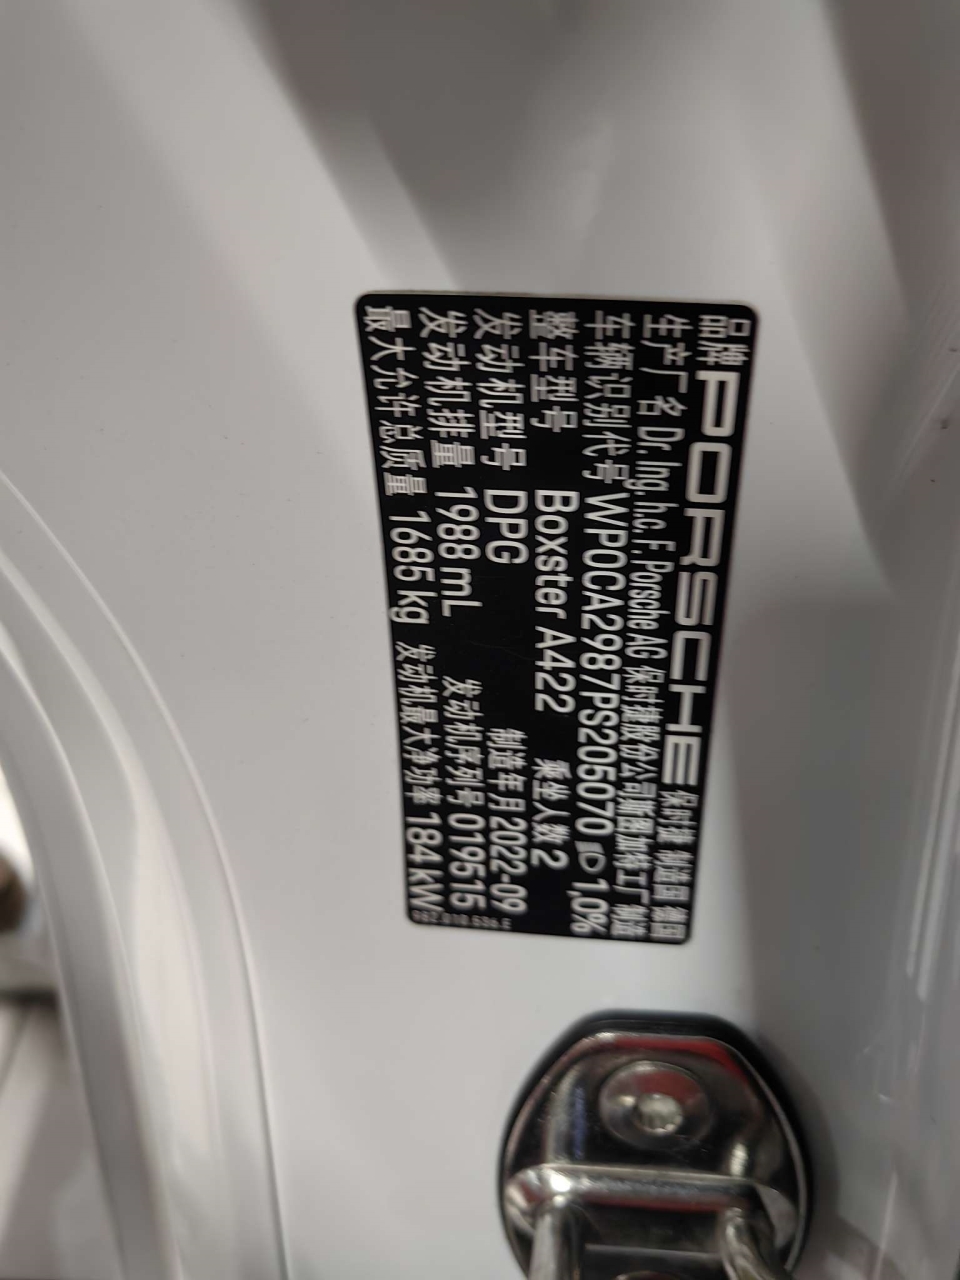 品牌 PORSCHE 保时捷 制造国 德国
生产厂名 Dr. Ing. h.c. F. Porsche AG 保时捷股份公司斯图加特工厂 制造
车辆识别代号 WP0CA2987PS205070 1,0%
整车型号 Boxster A422 乘坐人数 2
发动机型号 DPG 制造年月 2022-09
发动机排量 1988 mL 发动机序列号 019515
最大允许总质量 1685 kg 发动机最大净功率 184 kW